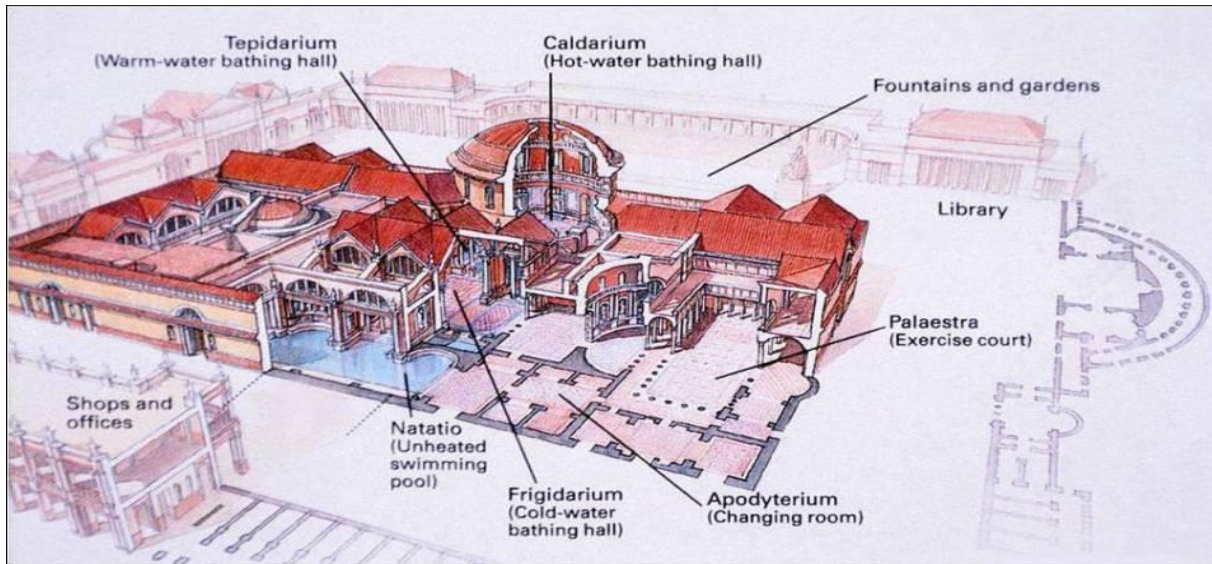 Tepidarium
(Warm-water bathing hall)
Caldarium
(Hot-water bathing hall)
Fountains and gardens
Library
Palaestra
(Exercise court)
Shops and
offices
Natatio
(Unheated
swimming
pool)
Frigidarium
(Cold-water
bathing hall)
Apodyterium
(Changing room)